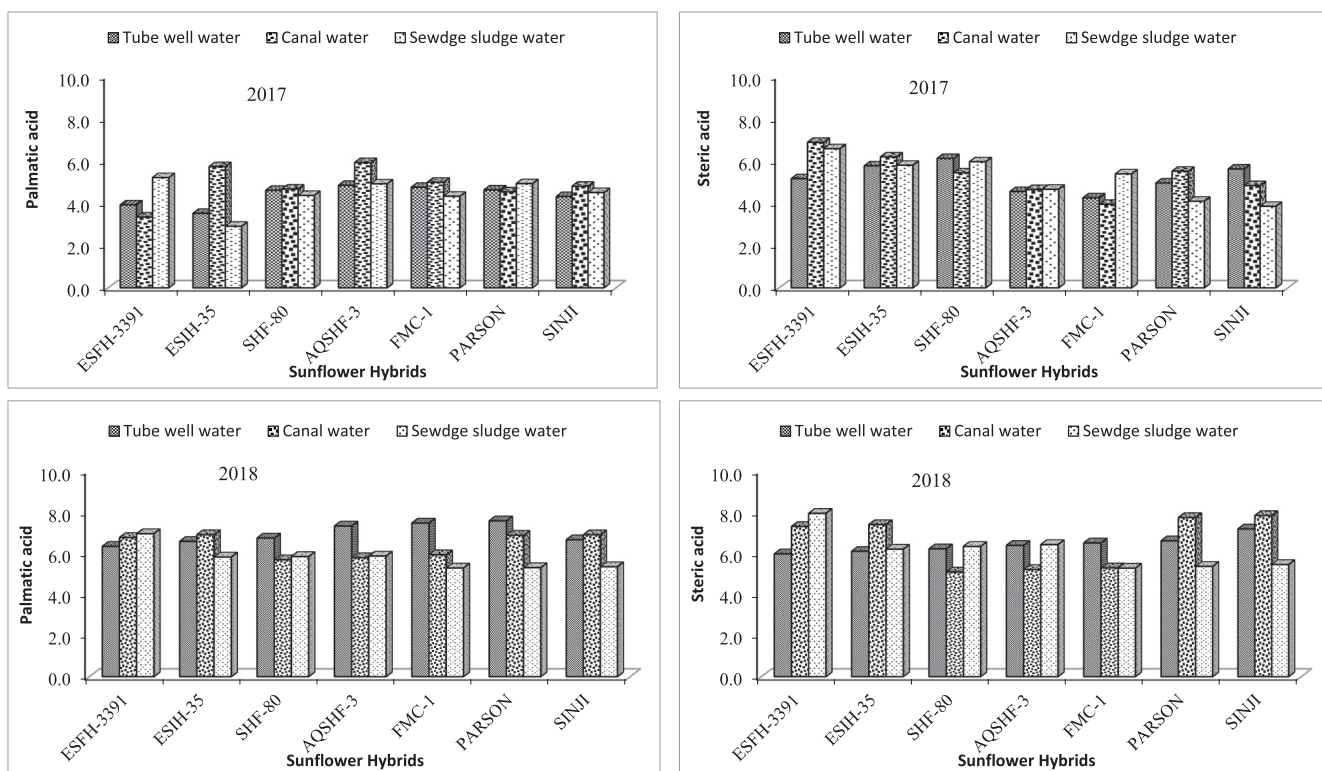 Tube well water Canal water Sewdge sludge water
10.0
8.0
6.0
4.0
2.0
0.0
Palmatic acid
2017
ESFH-3391 ESIH-35 SHF-80 AQSHF-3 FMC-1 PARSON SINJI
Sunflower Hybrids
Tube well water Canal water Sewdge sludge water
10.0
8.0
6.0
4.0
2.0
0.0
Steric acid
2017
ESFH-3391 ESIH-35 SHF-80 AQSHF-3 FMC-1 PARSON SINJI
Sunflower Hybrids
Tube well water Canal water Sewdge sludge water
10.0
8.0
6.0
4.0
2.0
0.0
Palmatic acid
2018
ESFH-3391 ESIH-35 SHF-80 AQSHF-3 FMC-1 PARSON SINJI
Sunflower Hybrids
Tube well water Canal water Sewdge sludge water
10.0
8.0
6.0
4.0
2.0
0.0
Steric acid
2018
ESFH-3391 ESIH-35 SHF-80 AQSHF-3 FMC-1 PARSON SINJI
Sunflower Hybrids